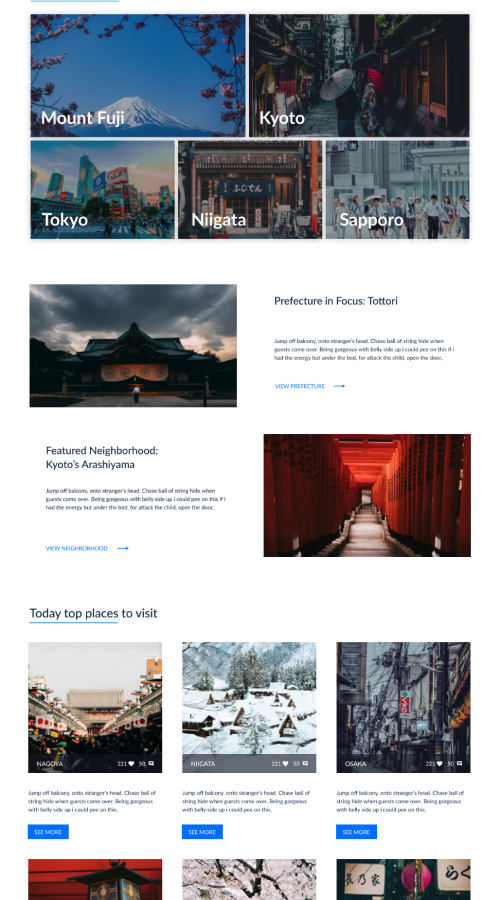 Mount Fuji
Kyoto
Tokyo
Niigata
Sapporo
ふじでん
Prefecture in Focus: Tottori
Jump off balcony, onto stranger's head. Chase ball of string hide when
guests come over. Being gorgeous with belly side up i could pee on this if i
had the energy but under the bed, for attack the child, open the door,
VIEW PREFECTURE
Featured Neighborhood:
Kyoto's Arashiyama
Jump off balcony, onto stranger's head. Chase ball of string hide when
guests come over. Being gorgeous with belly side up i could pee on this if i
had the energy but under the bed, for attack the child, open the door,
VIEW NEIGHBORHOOD
Today top places to visit
NAGOYA 221 50
NIIGATA 221 50
OSAKA 221 50
Jump off balcony, onto stranger's head. Chase ball of
string hide when guests come over. Being gorgeous
with belly side up i could pee on this.
Jump off balcony, onto stranger's head. Chase ball of
string hide when guests come over. Being gorgeous
with belly side up i could pee on this.
Jump off balcony, onto stranger's head. Chase ball of
string hide when guests come over. Being gorgeous
with belly side up i could pee on this.
SEE MORE
SEE MORE
SEE MORE
乃家
らく